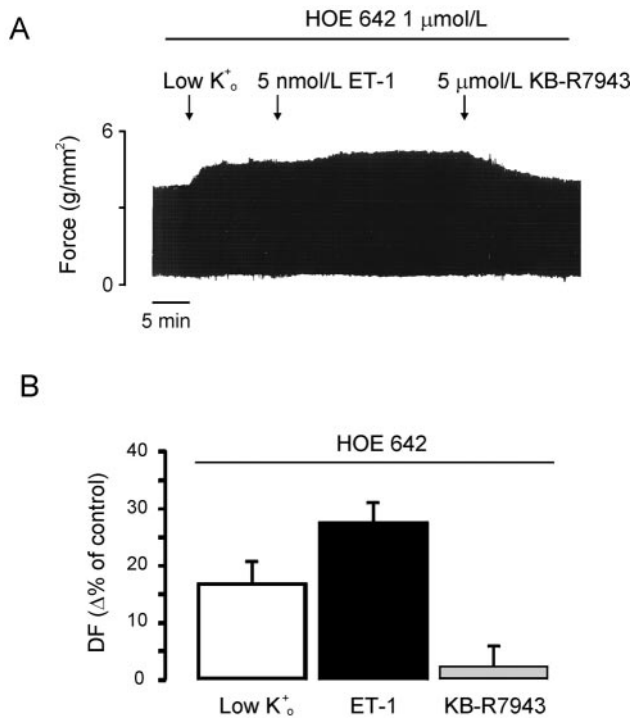 A
HOE 642 1 μmol/L
Low K⁺ₒ 5 nmol/L ET-1 5 μmol/L KB-R7943
6
Force (g/mm²)
0
5 min
B
HOE 642
40
30
20
10
0
DF (Δ% of control)
Low K⁺ₒ ET-1 KB-R7943